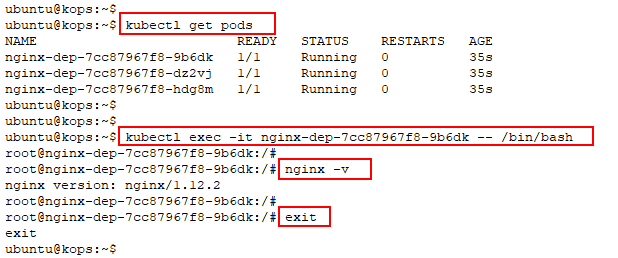 ubuntu@kops:~$
ubuntu@kops:~$ kubectl get pods
NAME READY STATUS RESTARTS AGE
nginx-dep-7cc87967f8-9b6dk 1/1 Running 0 35s
nginx-dep-7cc87967f8-dz2vj 1/1 Running 0 35s
nginx-dep-7cc87967f8-hdg8m 1/1 Running 0 35s
ubuntu@kops:~$
ubuntu@kops:~$
ubuntu@kops:~$ kubectl exec -it nginx-dep-7cc87967f8-9b6dk -- /bin/bash
root@nginx-dep-7cc87967f8-9b6dk:/#
root@nginx-dep-7cc87967f8-9b6dk:/# nginx -v
nginx version: nginx/1.12.2
root@nginx-dep-7cc87967f8-9b6dk:/#
root@nginx-dep-7cc87967f8-9b6dk:/# exit
exit
ubuntu@kops:~$